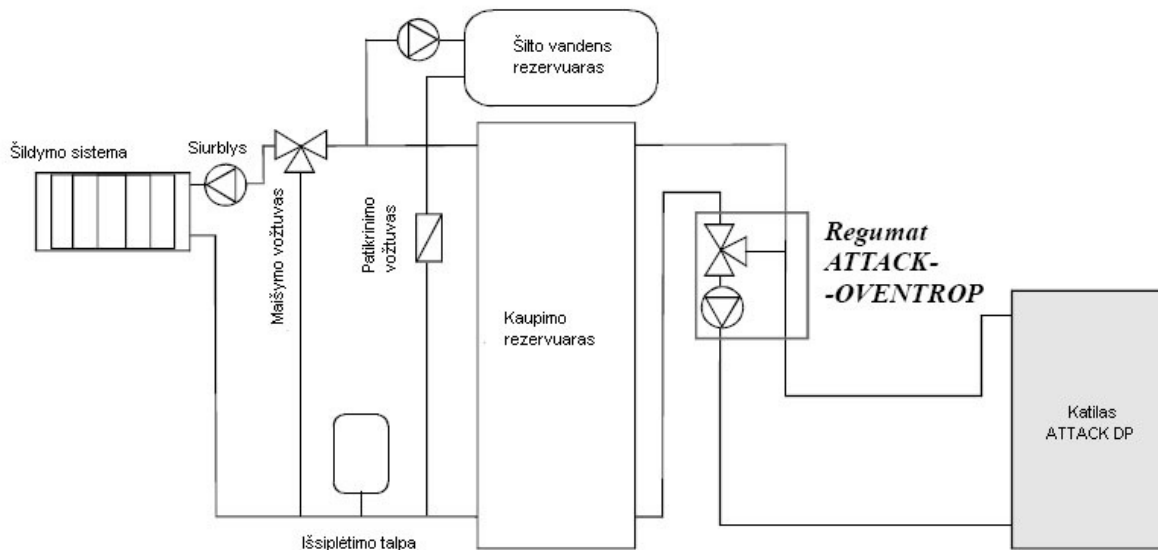 Šilto vandens
rezervuaras
Šildymo sistema
Siurblys
Maišymo vožtuvas
Patikrinimo
vožtuvas
Regumat
ATTACK-
-OVENTROP
Kaupimo
rezervuaras
Katilas
ATTACK DP
Išsiplėtimo talpa